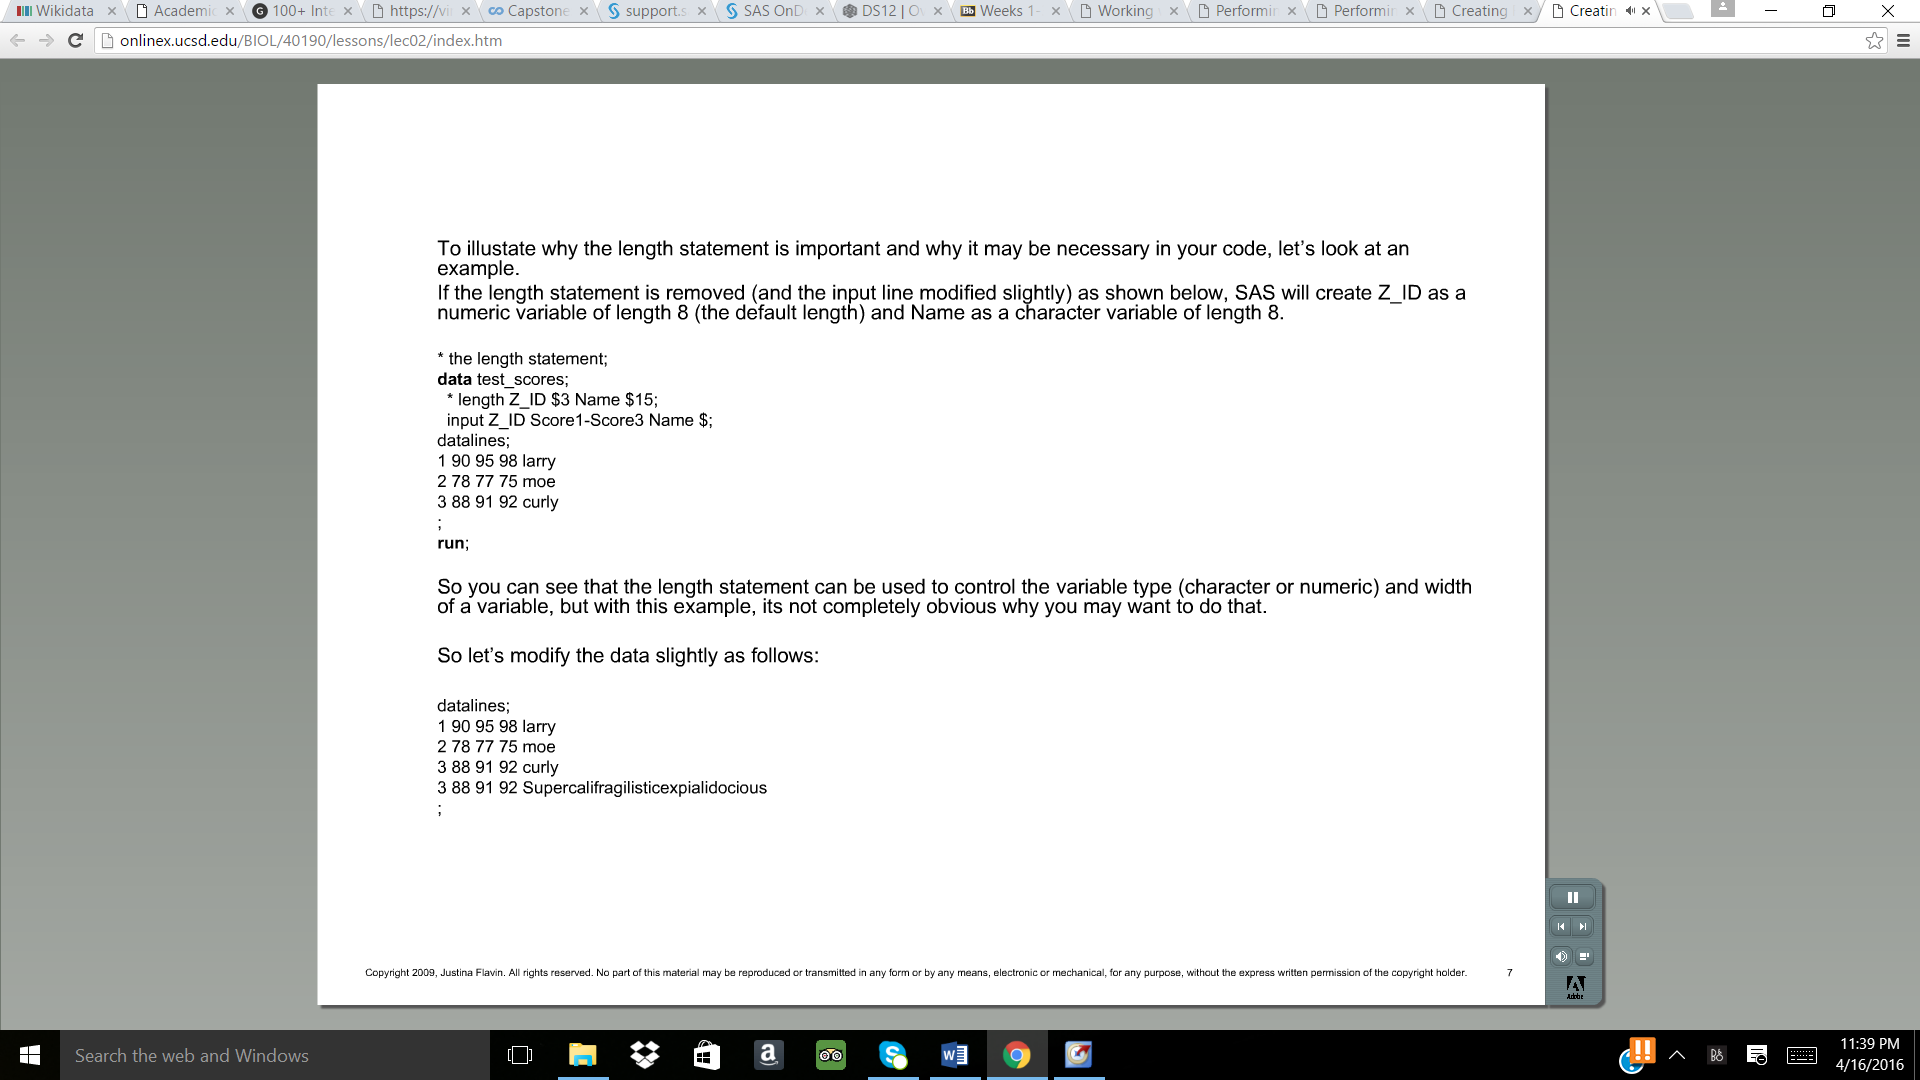 Wikidata
Academic
100+ Inte
https://vi
Capstone
support.s
SAS OnD
DS12 | O
Weeks 1-
Working
Performin
Performin
Creating
Creatin
onlinex.ucsd.edu/BIOL/40190/lessons/lec02/index.htm
To illustate why the length statement is important and why it may be necessary in your code, let’s look at an
example.
If the length statement is removed (and the input line modified slightly) as shown below, SAS will create Z_ID as a
numeric variable of length 8 (the default length) and Name as a character variable of length 8.
* the length statement;
data test_scores;
* length Z_ID $3 Name $15;
input Z_ID Score1-Score3 Name $;
datalines;
1 90 95 98 larry
2 78 77 75 moe
3 88 91 92 curly
;
run;
So you can see that the length statement can be used to control the variable type (character or numeric) and width
of a variable, but with this example, its not completely obvious why you may want to do that.
So let’s modify the data slightly as follows:
datalines;
1 90 95 98 larry
2 78 77 75 moe
3 88 91 92 curly
3 88 91 92 Supercalifragilisticexpialidocious
;
Copyright 2009, Justina Flavin. All rights reserved. No part of this material may be reproduced or transmitted in any form or by any means, electronic or mechanical, for any purpose, without the express written permission of the copyright holder. 7
Adobe
Search the web and Windows
11:39 PM
4/16/2016